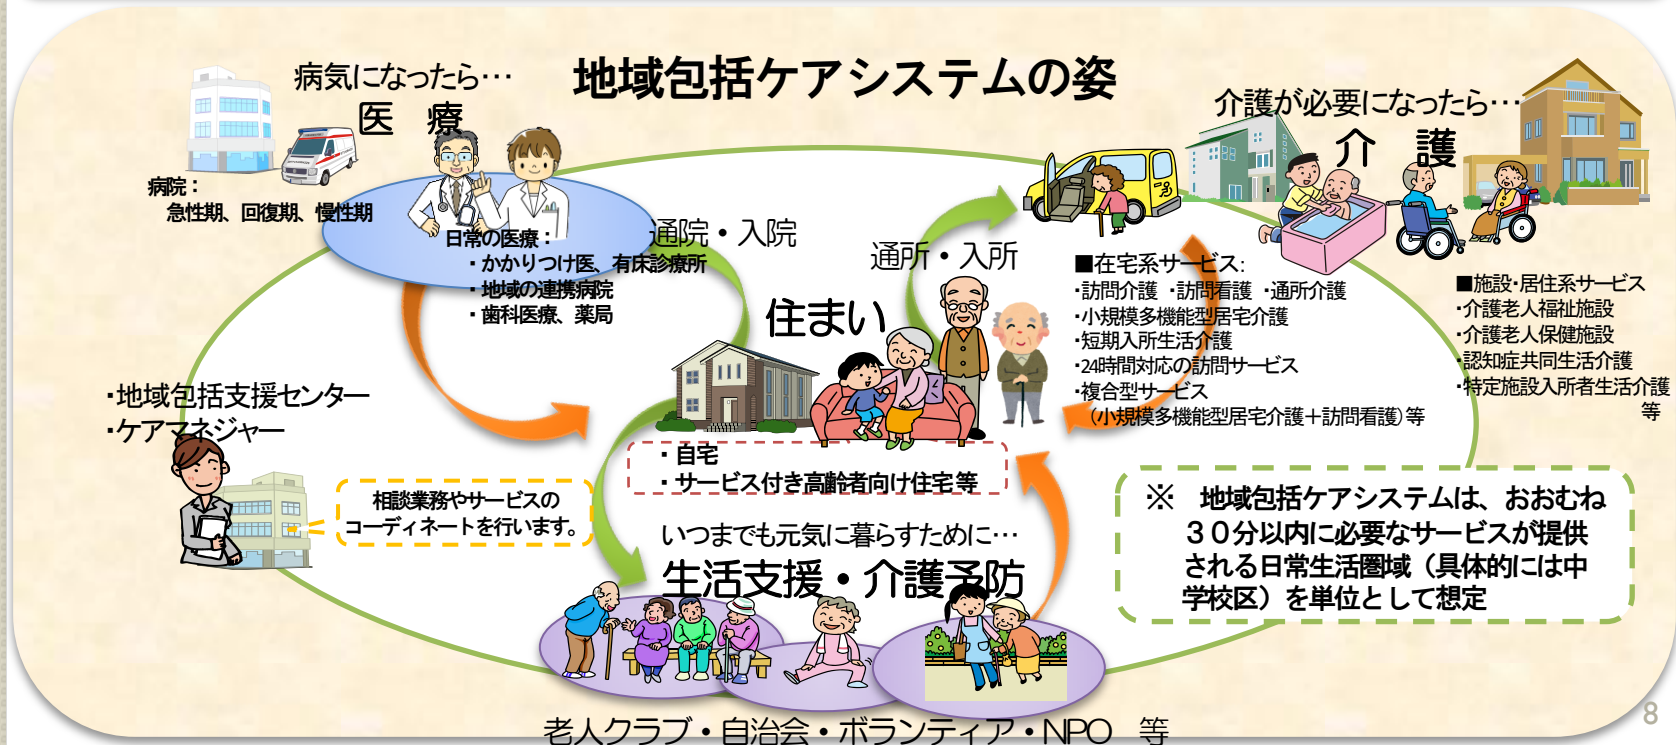 地域包括ケアシステムの姿
病気になったら…
医　療
病院：
急性期、回復期、慢性期
日常の医療：
・かかりつけ医、有床診療所
・地域の連携病院
・歯科医療、薬局
通院・入院
通所・入所
住まい
介護が必要になったら…
介　護
■在宅系サービス:
・訪問介護 ・訪問看護 ・通所介護
・小規模多機能型居宅介護
・短期入所生活介護
・24時間対応の訪問サービス
・複合型サービス
（小規模多機能型居宅介護＋訪問看護）等
■施設・居住系サービス
・介護老人福祉施設
・介護老人保健施設
・認知症共同生活介護
・特定施設入所者生活介護
等
・地域包括支援センター
・ケアマネジャー
相談業務やサービスの
コーディネートを行います。
・自宅
・サービス付き高齢者向け住宅等
いつまでも元気に暮らすために…
生活支援・介護予防
※　地域包括ケアシステムは、おおむね
３０分以内に必要なサービスが提供
される日常生活圏域（具体的には中
学校区）を単位として想定
老人クラブ・自治会・ボランティア・NPO　等
8